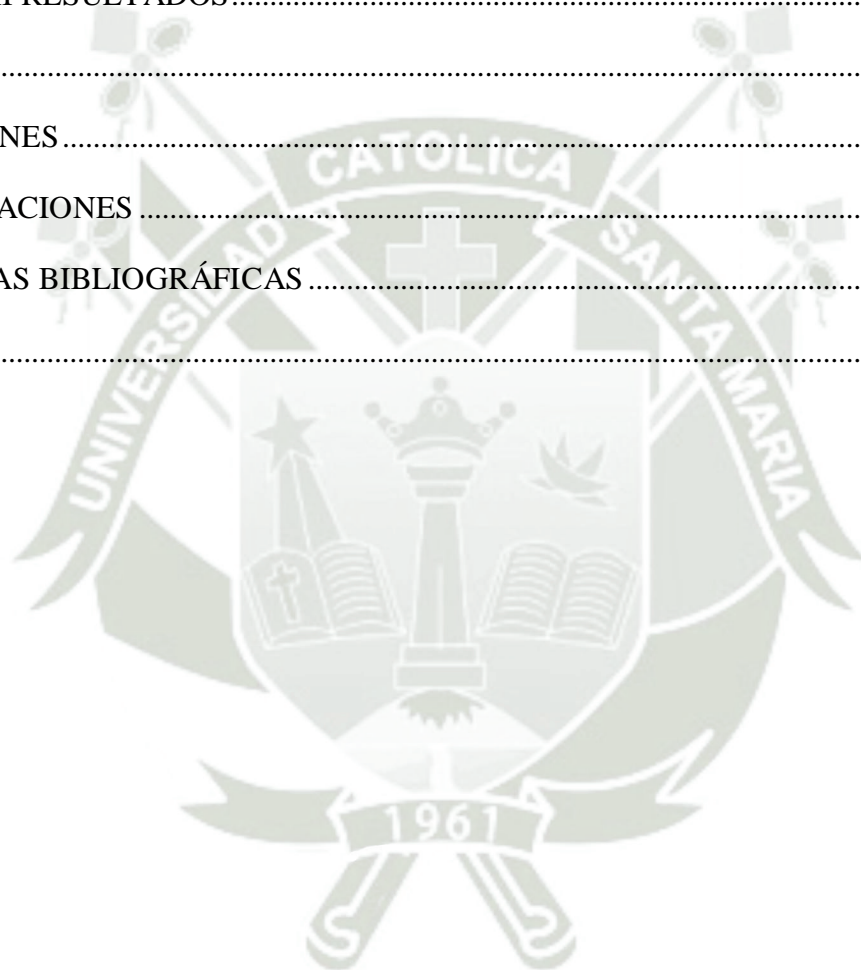 RESULTADOS................................................................
................................................................................
NES................................................................................
ACIONES................................................................................
AS BIBLIOGRÁFICAS................................................................
................................................................................
UNIVERSIDAD CATOLICA SANTA MARIA
1961